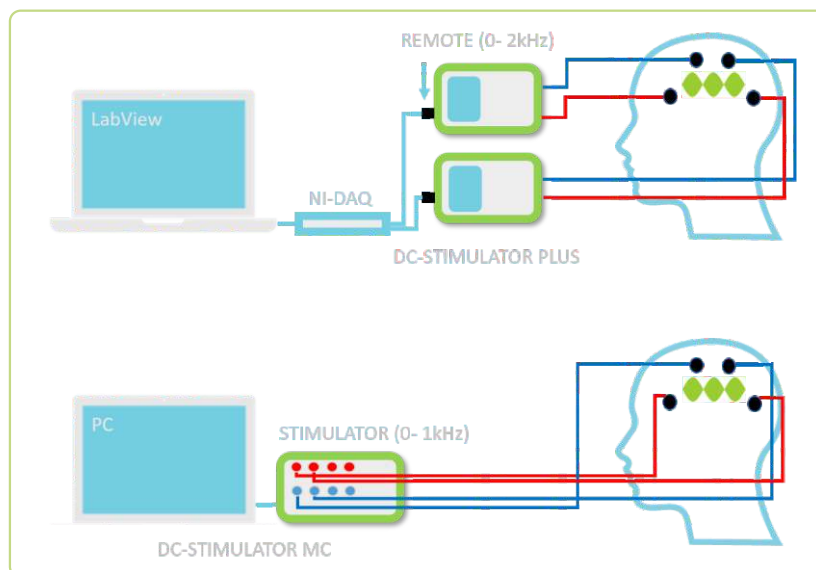 REMOTE (0- 2kHz)
LabView
NI-DAQ
DC-STIMULATOR PLUS
PC
STIMULATOR (0- 1kHz)
DC-STIMULATOR MC